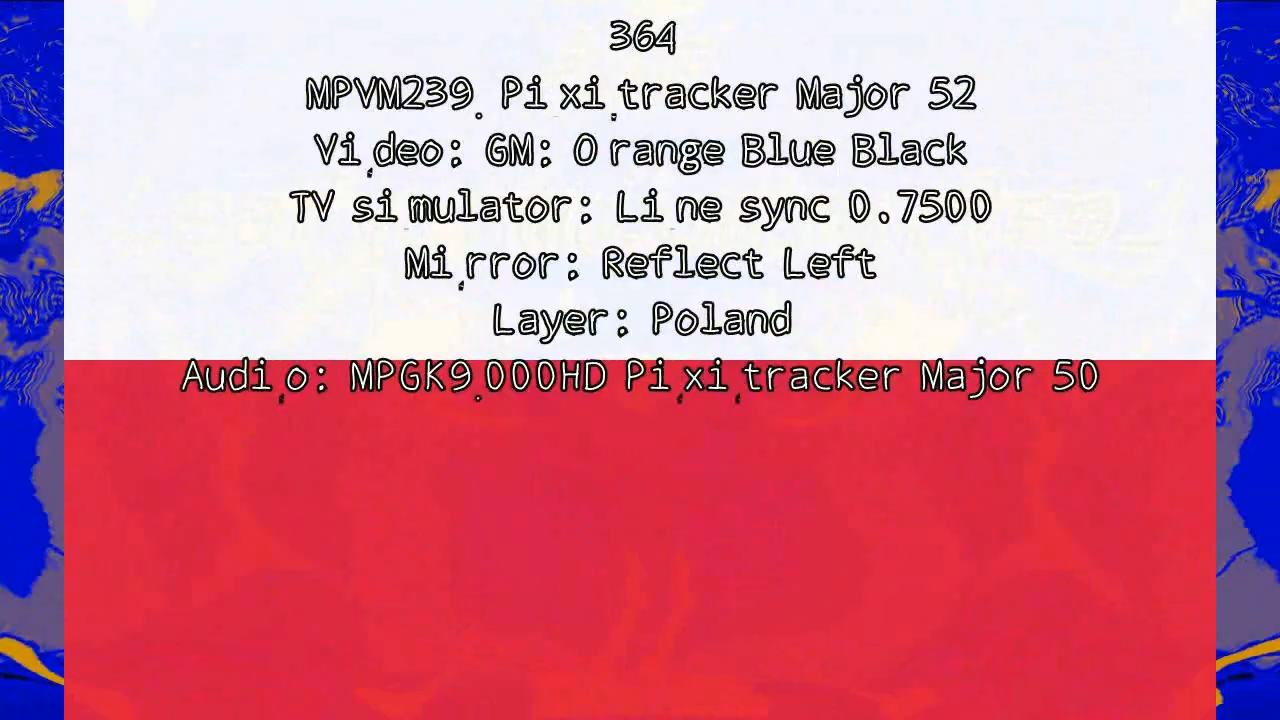 364
MPVM239 Pixitracker Major 52
Video: GM: Orange Blue Black
TV simulator: Line sync 0.7500
Mirror: Reflect Left
Layer: Poland
Audio: MPGK9000HD Pixitracker Major 50